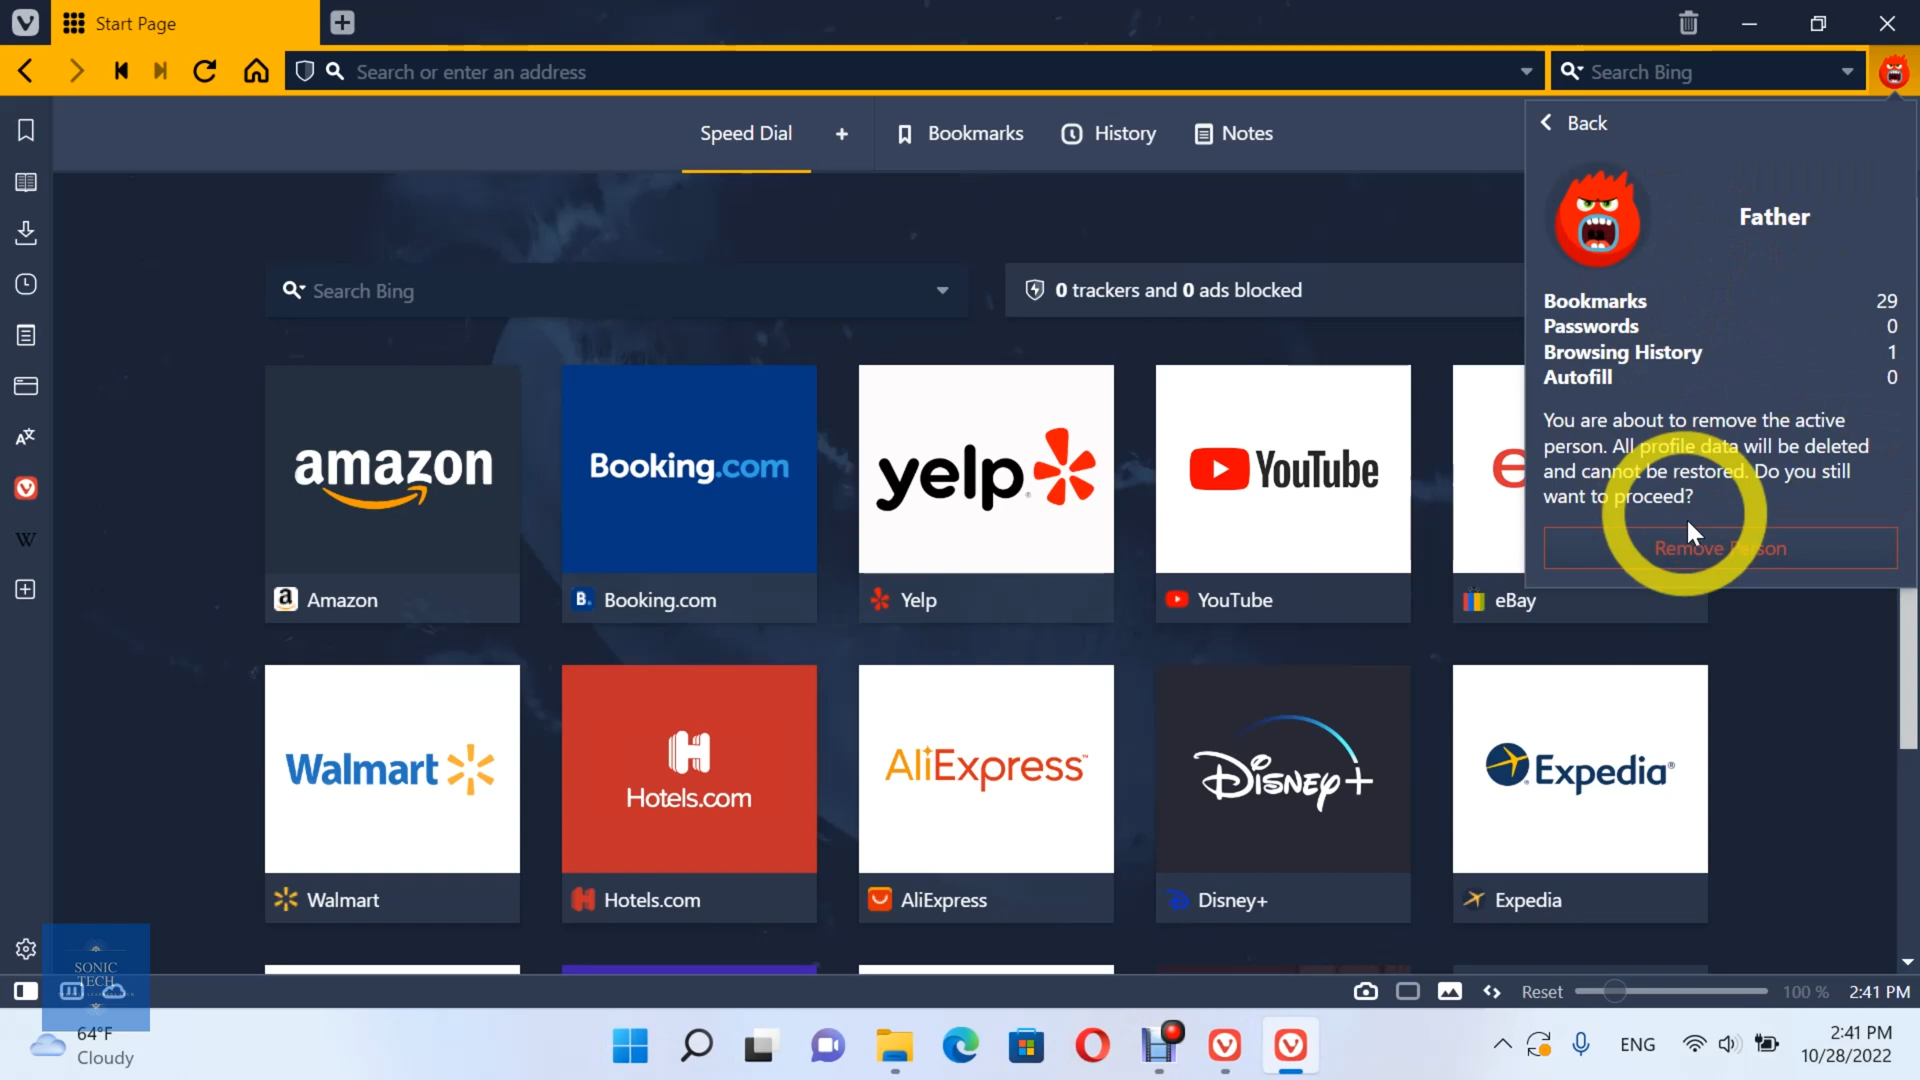 Start Page
Search or enter an address
Search Bing
Speed Dial
Bookmarks
History
Notes
Back
Father
Bookmarks 29
Passwords 0
Browsing History 1
Autofill 0
You are about to remove the active
person. All profile data will be deleted
and cannot be restored. Do you still
want to proceed?
Remove Person
Search Bing
0 trackers and 0 ads blocked
amazon
Booking.com
yelp
YouTube
e
Amazon
B. Booking.com
Yelp
YouTube
eBay
Walmart
Hotels.com
AliExpress
Disney+
Expedia
Walmart
Hotels.com
AliExpress
Disney+
Expedia
SONIC
TECH
Reset
100 %
2:41 PM
64°F
Cloudy
ENG
2:41 PM
10/28/2022